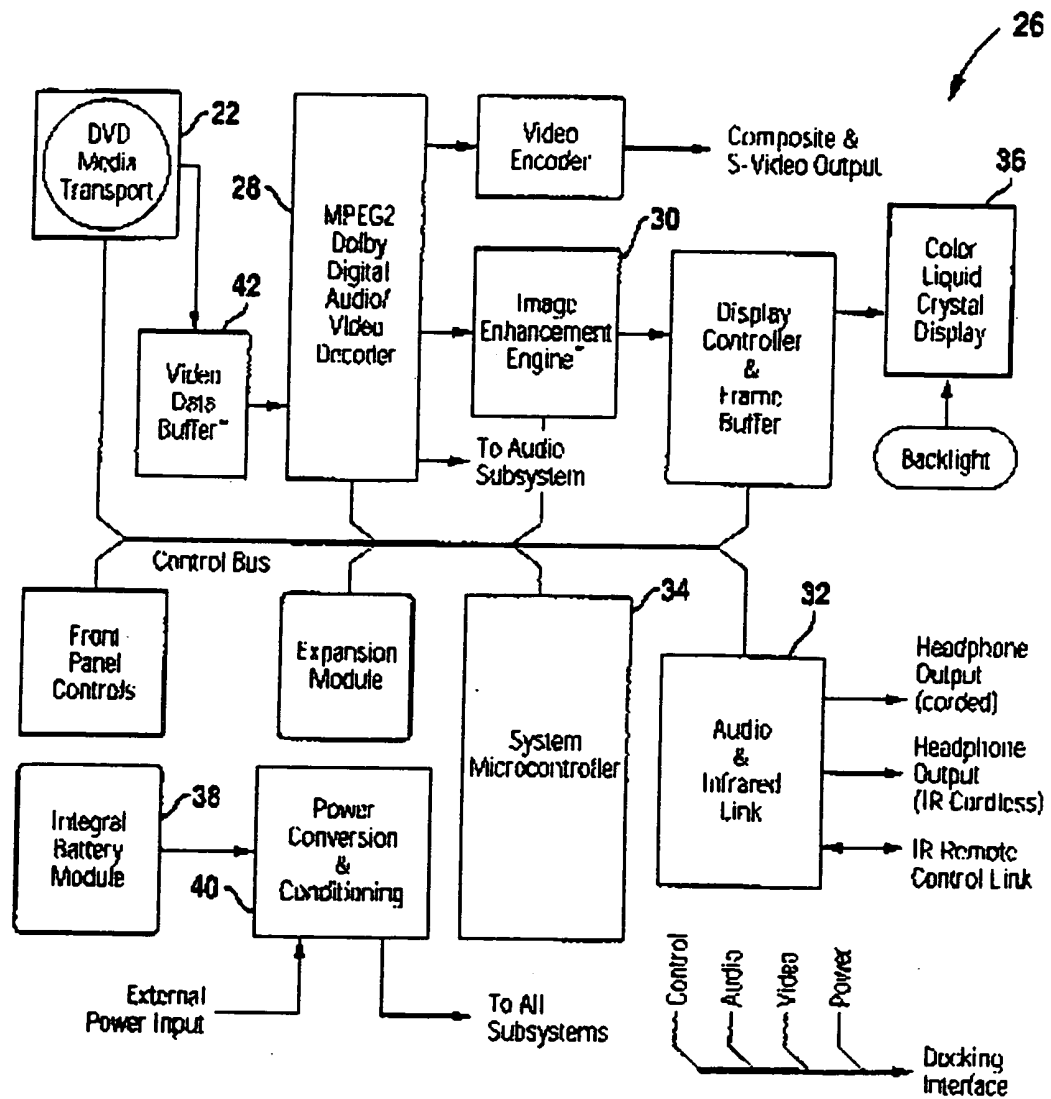 26
DVD
Media
Transport
22
28
MPEG2
Dolby
Digital
Audio/
Video
Decoder
Video
Encoder
Composite &
S-Video Output
36
Color
Liquid
Crystal
Display
42
Video
Data
Buffer™
30
Image
Enhancement
Engine™
Display
Controller
&
Frame
Buffer
To Audio
Subsystem
Backlight
Control Bus
Front
Panel
Controls
Expansion
Module
34
System
Microcontroller
32
Audio
&
Infrared
Link
Headphone
Output
(corded)
Headphone
Output
(IR Cordless)
IR Remote
Control Link
38
Integral
Battery
Module
40
Power
Conversion
&
Conditioning
External
Power Input
To All
Subsystems
Control
Audio
Video
Power
Docking
Interface